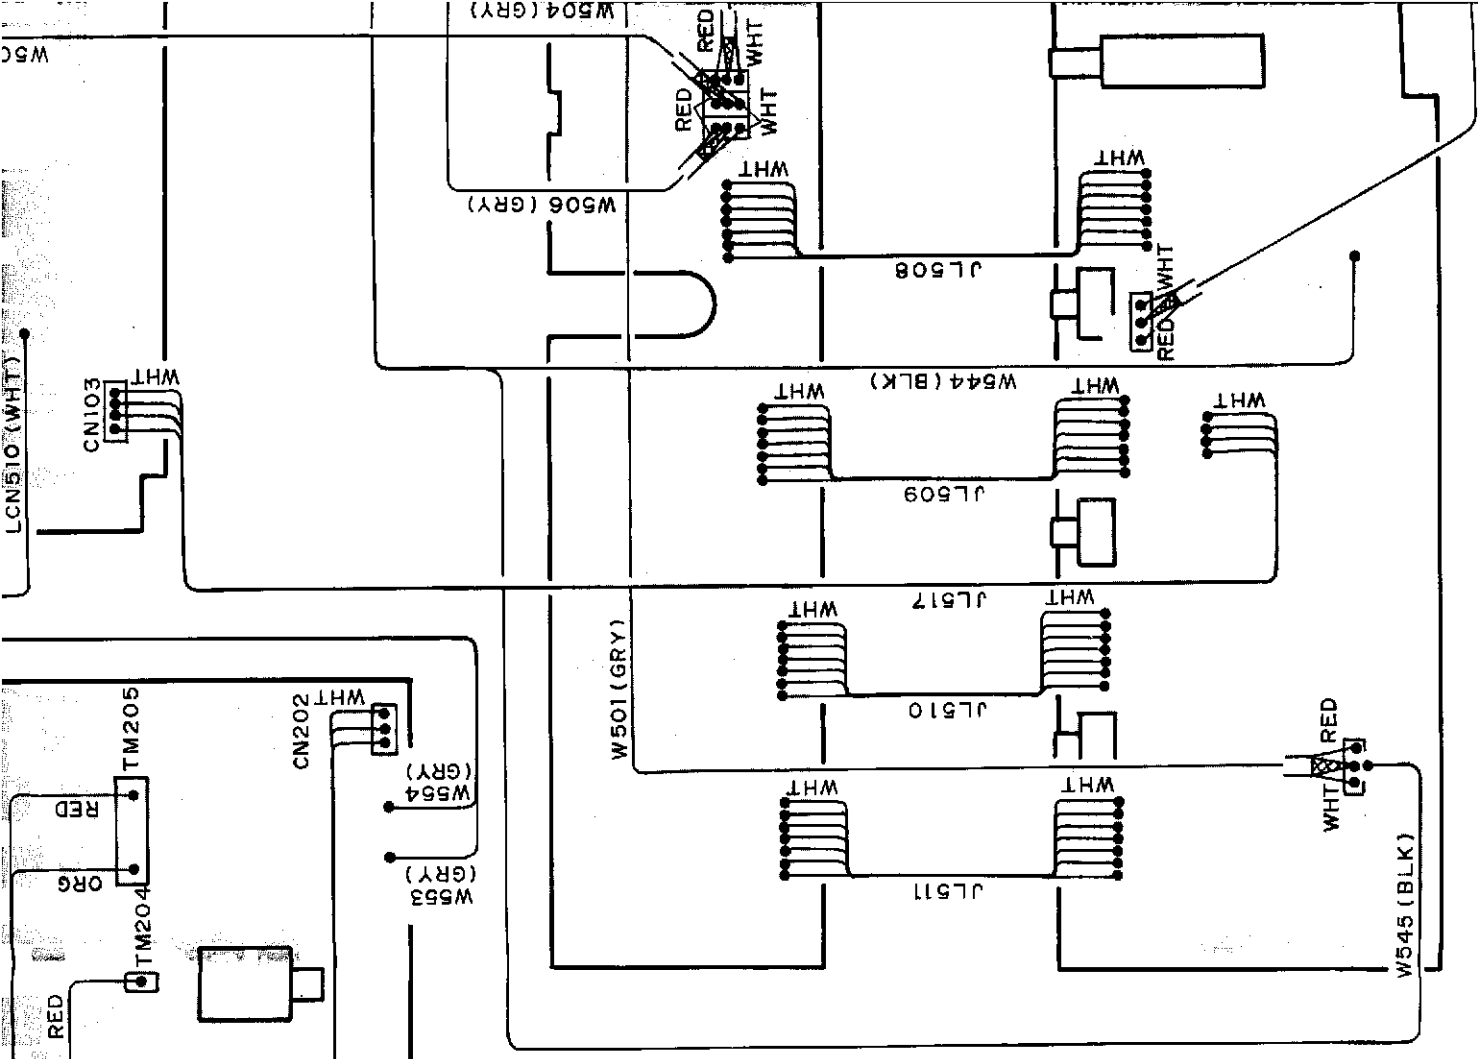 W504 (GRY)
RED
WHT
RED
WHT
WHT
WHT
W506 (GRY)
JL508
WHT
RED
LCN510 (WHT)
CN103
WHT
W544 (BLK)
WHT
WHT
WHT
JL509
JL517
WHT
WHT
W501 (GRY)
JL510
TM205
CN202
WHT
RED
W554
(GRY)
RED
WHT
WHT
WHT
ORG
W553
(GRY)
JL511
TM204
W545 (BLK)
RED